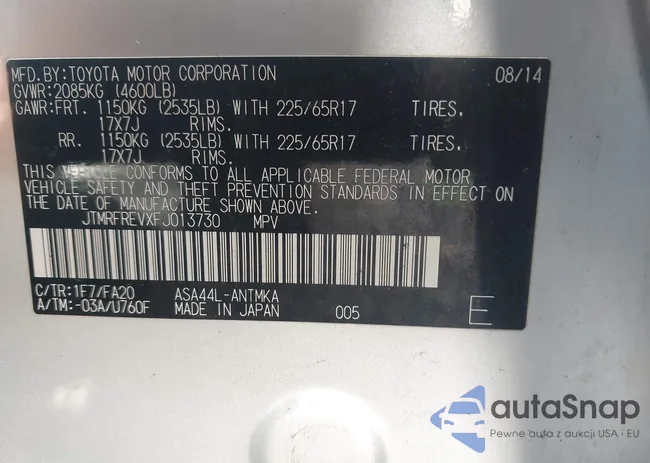 MFD.BY:TOYOTA MOTOR CORPORATION 08/14
GVWR:2085KG (4600LB)
GAWR:FRT. 1150KG (2535LB) WITH 225/65R17 TIRES,
17X7J RIMS.
RR. 1150KG (2535LB) WITH 225/65R17 TIRES,
17X7J RIMS.
THIS VEHICLE CONFORMS TO ALL APPLICABLE FEDERAL MOTOR
VEHICLE SAFETY AND THEFT PREVENTION STANDARDS IN EFFECT ON
THE DATE OF MANUFACTURE SHOWN ABOVE.
JTMRFREVXFJ013730 MPV
C/TR:1F7/FA20 ASA44L-ANTMKA
A/TM:-03A/U760F MADE IN JAPAN 005 E
autaSnap
Pewne auta z aukcji USA i EU